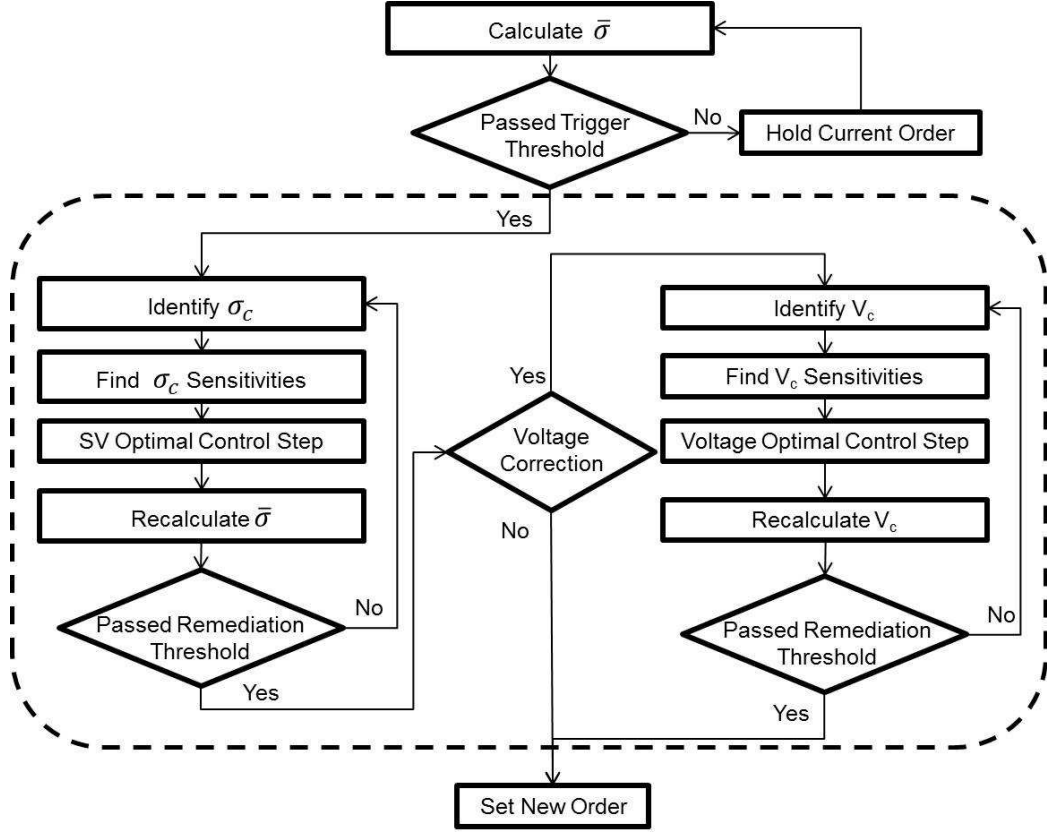 Calculate σ̄
Passed Trigger
Threshold
No
Hold Current Order
Yes
Identify σ_c
Find σ_c Sensitivities
SV Optimal Control Step
Recalculate σ̄
Passed Remediation
Threshold
No
Yes
Voltage
Correction
Yes
No
Identify V_c
Find V_c Sensitivities
Voltage Optimal Control Step
Recalculate V_c
Passed Remediation
Threshold
No
Yes
Set New Order